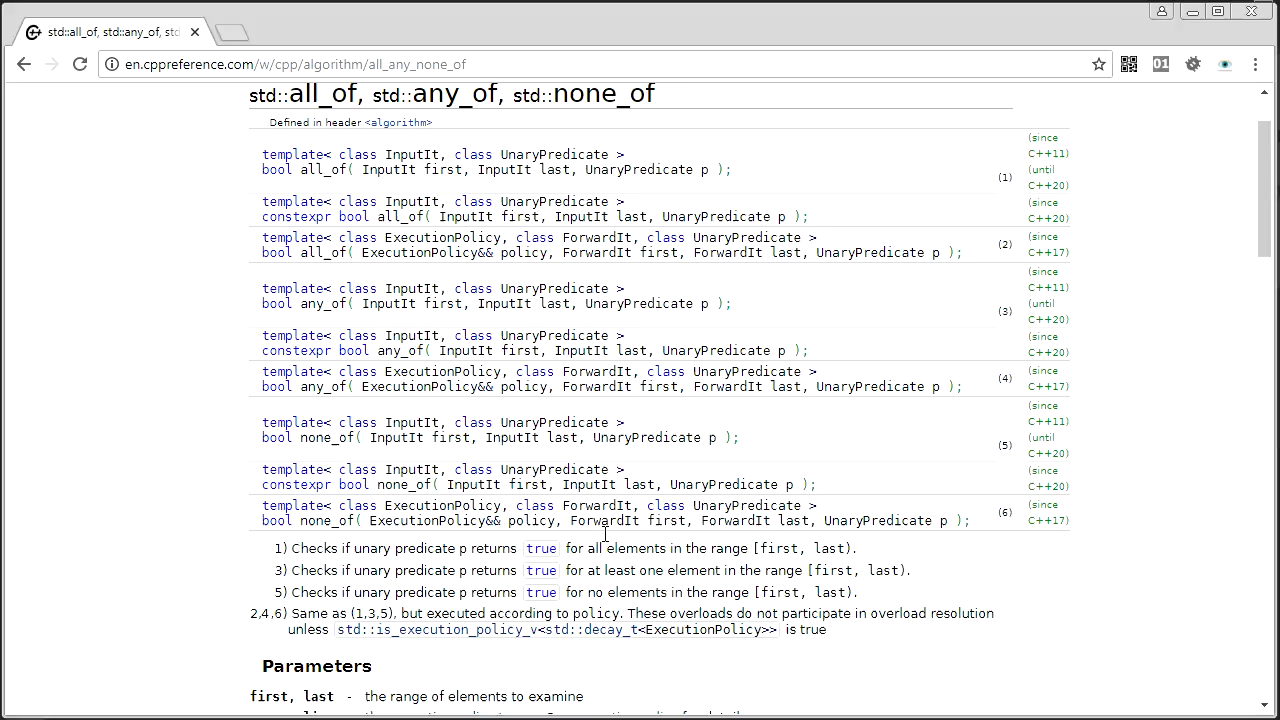 std::all_of, std::any_of, std
en.cppreference.com/w/cpp/algorithm/all_any_none_of
01
std::all_of, std::any_of, std::none_of
Defined in header <algorithm>
template< class InputIt, class UnaryPredicate >
bool all_of( InputIt first, InputIt last, UnaryPredicate p );
(1)
(since
C++11)
(until
C++20)
template< class InputIt, class UnaryPredicate >
constexpr bool all_of( InputIt first, InputIt last, UnaryPredicate p );
(since
C++20)
template< class ExecutionPolicy, class ForwardIt, class UnaryPredicate >
bool all_of( ExecutionPolicy&& policy, ForwardIt first, ForwardIt last, UnaryPredicate p );
(2)
(since
C++17)
template< class InputIt, class UnaryPredicate >
bool any_of( InputIt first, InputIt last, UnaryPredicate p );
(3)
(since
C++11)
(until
C++20)
template< class InputIt, class UnaryPredicate >
constexpr bool any_of( InputIt first, InputIt last, UnaryPredicate p );
(since
C++20)
template< class ExecutionPolicy, class ForwardIt, class UnaryPredicate >
bool any_of( ExecutionPolicy&& policy, ForwardIt first, ForwardIt last, UnaryPredicate p );
(4)
(since
C++17)
template< class InputIt, class UnaryPredicate >
bool none_of( InputIt first, InputIt last, UnaryPredicate p );
(5)
(since
C++11)
(until
C++20)
template< class InputIt, class UnaryPredicate >
constexpr bool none_of( InputIt first, InputIt last, UnaryPredicate p );
(since
C++20)
template< class ExecutionPolicy, class ForwardIt, class UnaryPredicate >
bool none_of( ExecutionPolicy&& policy, ForwardIt first, ForwardIt last, UnaryPredicate p );
(6)
(since
C++17)
1) Checks if unary predicate p returns true for all elements in the range [first, last).
3) Checks if unary predicate p returns true for at least one element in the range [first, last).
5) Checks if unary predicate p returns true for no elements in the range [first, last).
2,4,6) Same as (1,3,5), but executed according to policy. These overloads do not participate in overload resolution
unless std::is_execution_policy_v<std::decay_t<ExecutionPolicy>> is true
Parameters
first, last - the range of elements to examine